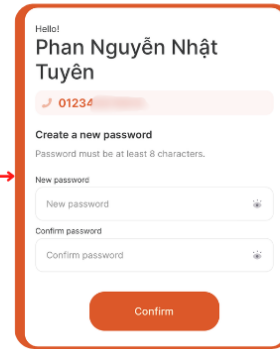 Hello!
Phan Nguyễn Nhật
Tuyên
01234
Create a new password
Password must be at least 8 characters.
New password
New password
Confirm password
Confirm password
Confirm